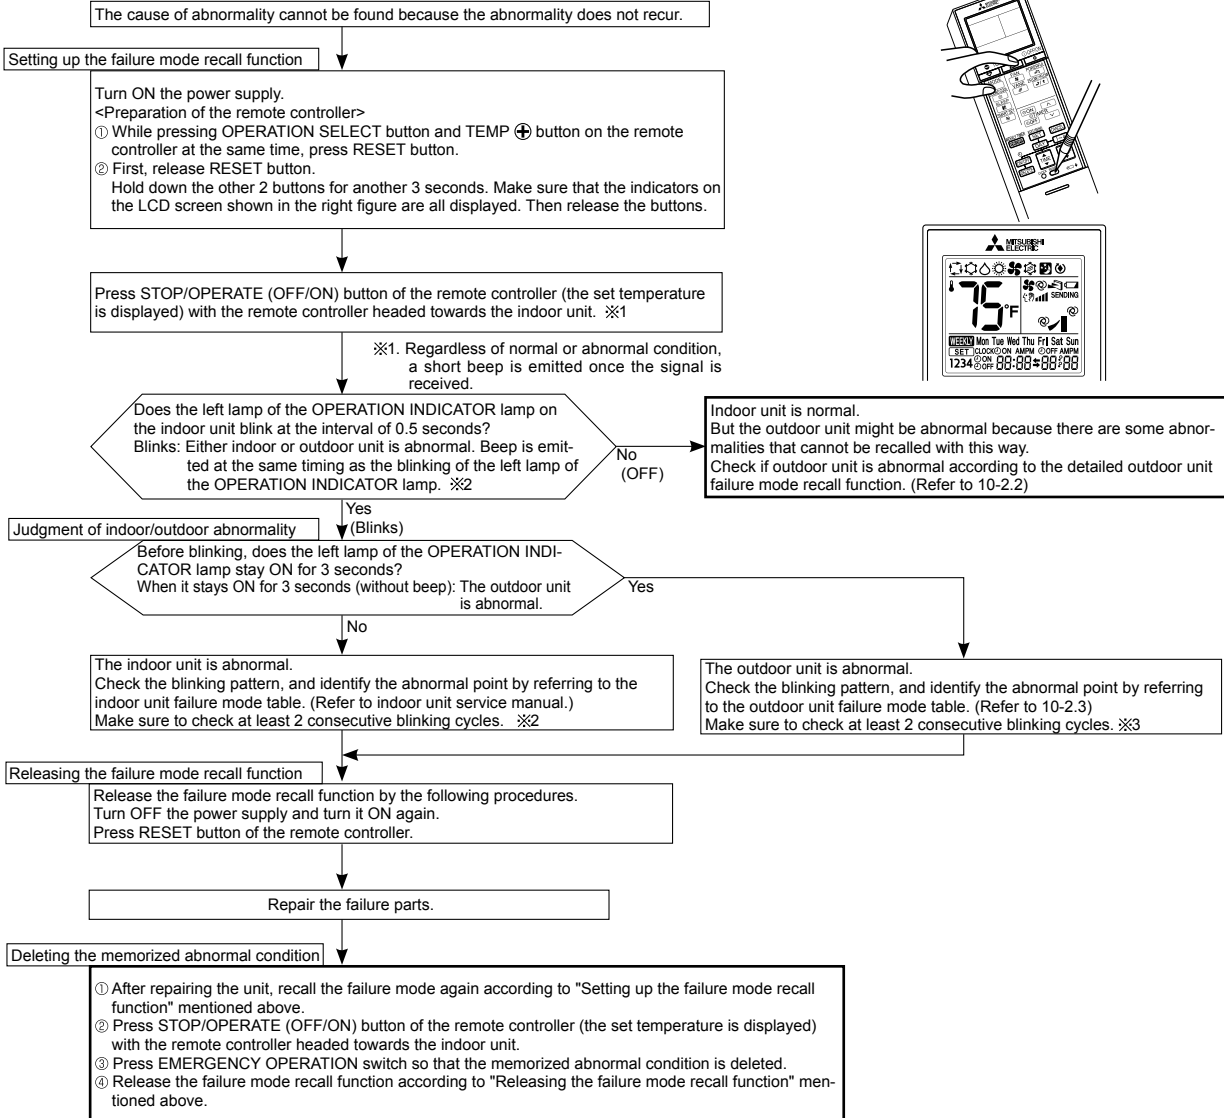 The cause of abnormality cannot be found because the abnormality does not recur.
Setting up the failure mode recall function
Turn ON the power supply.
<Preparation of the remote controller>
① While pressing OPERATION SELECT button and TEMP ⊕ button on the remote
controller at the same time, press RESET button.
② First, release RESET button.
Hold down the other 2 buttons for another 3 seconds. Make sure that the indicators on
the LCD screen shown in the right figure are all displayed. Then release the buttons.
MITSUBISHI
ELECTRIC
SENDING
75°F
WEEKLY Mon Tue Wed Thu Fri Sat Sun
SET CLOCK ON AMPM OFF AMPM
1234 ON OFF 88:88 88:88
Press STOP/OPERATE (OFF/ON) button of the remote controller (the set temperature
is displayed) with the remote controller headed towards the indoor unit. ※1
※1. Regardless of normal or abnormal condition,
a short beep is emitted once the signal is
received.
Does the left lamp of the OPERATION INDICATOR lamp on
the indoor unit blink at the interval of 0.5 seconds?
Blinks: Either indoor or outdoor unit is abnormal. Beep is emit-
ted at the same timing as the blinking of the left lamp of
the OPERATION INDICATOR lamp. ※2
No
(OFF)
Indoor unit is normal.
But the outdoor unit might be abnormal because there are some abnor-
malities that cannot be recalled with this way.
Check if outdoor unit is abnormal according to the detailed outdoor unit
failure mode recall function. (Refer to 10-2.2)
Yes
(Blinks)
Judgment of indoor/outdoor abnormality
Before blinking, does the left lamp of the OPERATION INDI-
CATOR lamp stay ON for 3 seconds?
When it stays ON for 3 seconds (without beep): The outdoor unit
is abnormal.
Yes
No
The indoor unit is abnormal.
Check the blinking pattern, and identify the abnormal point by referring to the
indoor unit failure mode table. (Refer to indoor unit service manual.)
Make sure to check at least 2 consecutive blinking cycles. ※2
The outdoor unit is abnormal.
Check the blinking pattern, and identify the abnormal point by referring
to the outdoor unit failure mode table. (Refer to 10-2.3)
Make sure to check at least 2 consecutive blinking cycles. ※3
Releasing the failure mode recall function
Release the failure mode recall function by the following procedures.
Turn OFF the power supply and turn it ON again.
Press RESET button of the remote controller.
Repair the failure parts.
Deleting the memorized abnormal condition
① After repairing the unit, recall the failure mode again according to "Setting up the failure mode recall
function" mentioned above.
② Press STOP/OPERATE (OFF/ON) button of the remote controller (the set temperature is displayed)
with the remote controller headed towards the indoor unit.
③ Press EMERGENCY OPERATION switch so that the memorized abnormal condition is deleted.
④ Release the failure mode recall function according to "Releasing the failure mode recall function" men-
tioned above.